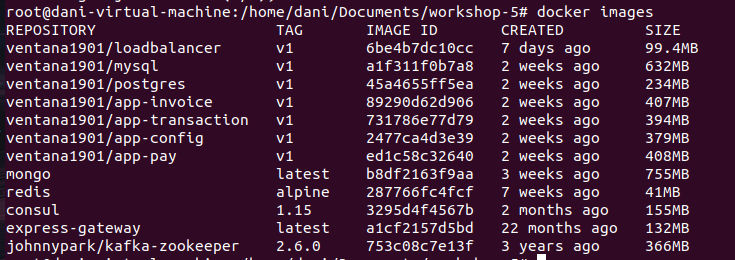 root@dani-virtual-machine:/home/dani/Documents/workshop-5# docker images
REPOSITORY TAG IMAGE ID CREATED SIZE
ventana1901/loadbalancer v1 6be4b7dc10cc 7 days ago 99.4MB
ventana1901/mysql v1 a1f311f0b7a8 2 weeks ago 632MB
ventana1901/postgres v1 45a4655ff5ea 2 weeks ago 234MB
ventana1901/app-invoice v1 89290d62d906 2 weeks ago 407MB
ventana1901/app-transaction v1 731786e77d79 2 weeks ago 394MB
ventana1901/app-config v1 2477ca4d3e39 2 weeks ago 379MB
ventana1901/app-pay v1 ed1c58c32640 2 weeks ago 408MB
mongo latest b8df2163f9aa 3 weeks ago 755MB
redis alpine 287766fc4fcf 7 weeks ago 41MB
consul 1.15 3295d4f4567b 2 months ago 155MB
express-gateway latest a1cf2157d5bd 22 months ago 132MB
johnnypark/kafka-zookeeper 2.6.0 753c08c7e13f 3 years ago 366MB